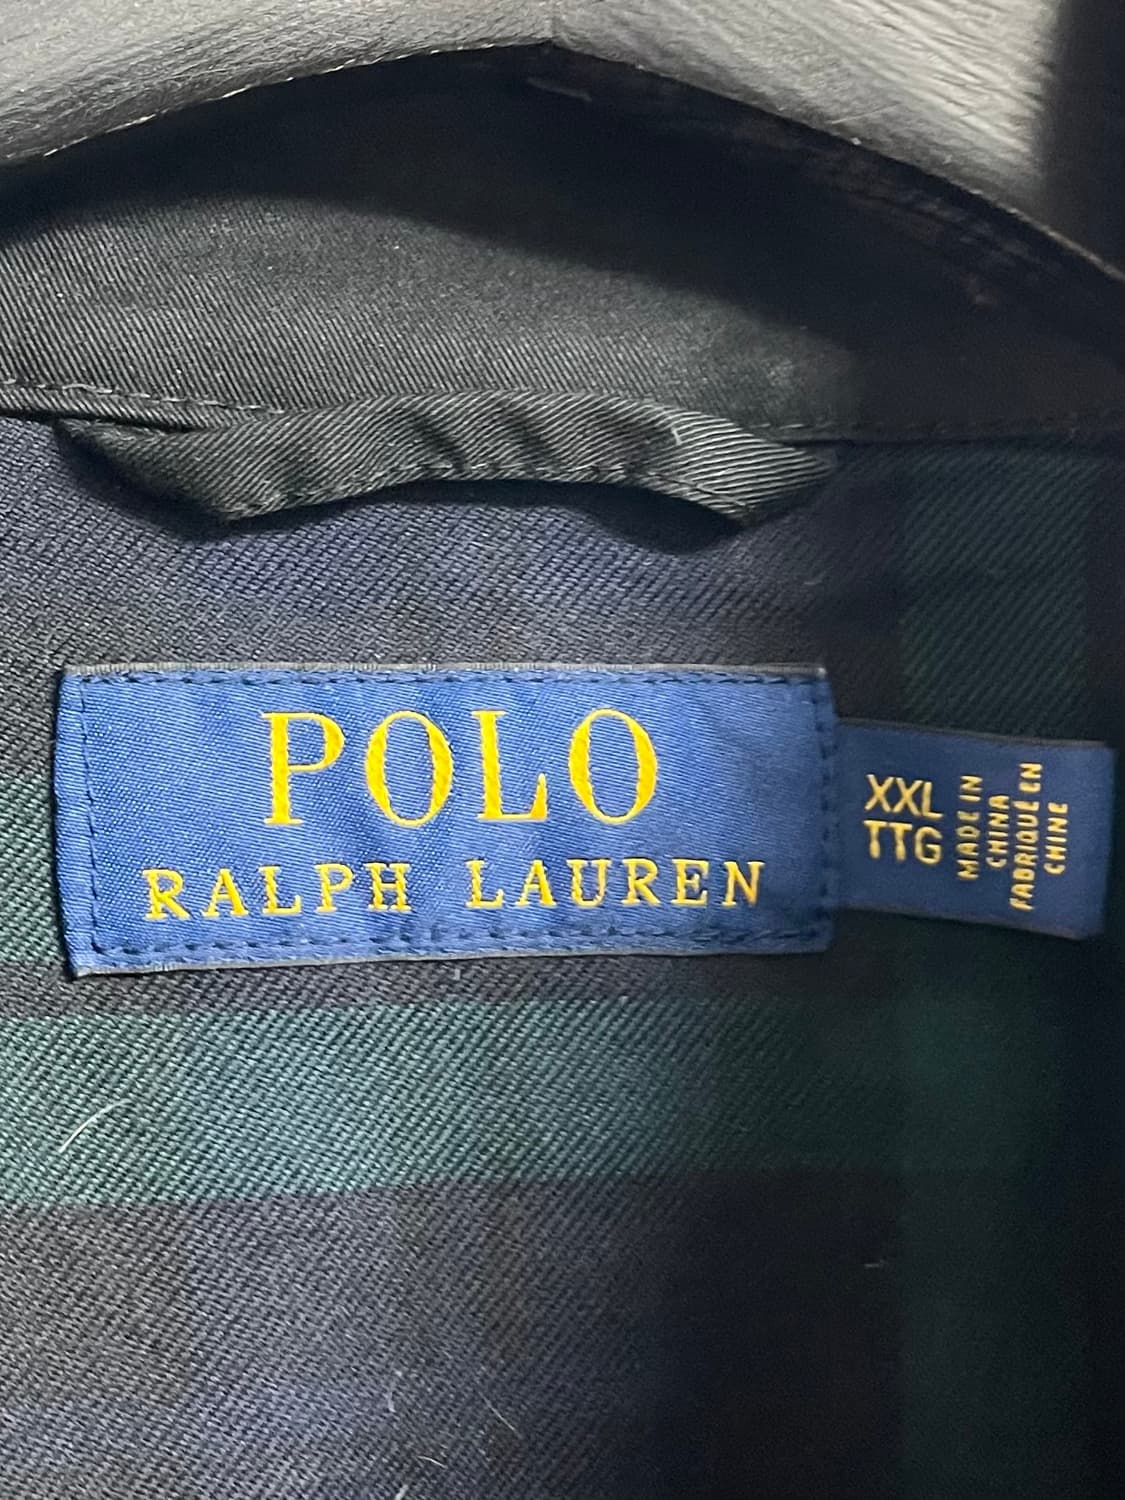 POLO
RALPH LAUREN
XXL
TTG
MADE IN
CHINA
FABRIQUÉ EN
CHINE